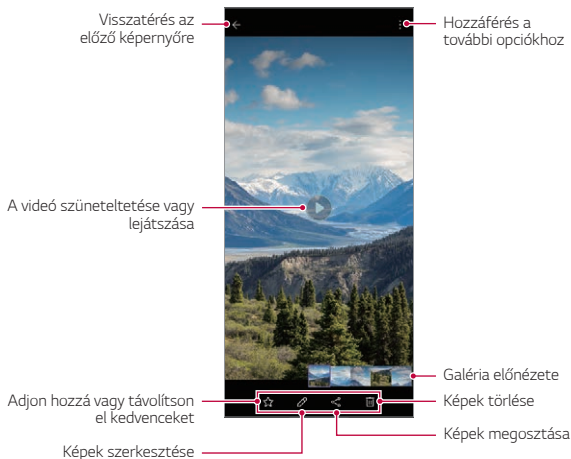 Visszatérés az
előző képernyőre
Hozzáférés a
további opciókhoz
A videó szüneteltetése vagy
lejátszása
Galéria előnézete
Adjon hozzá vagy távolítson
el kedvenceket
Képek törlése
Képek megosztása
Képek szerkesztése